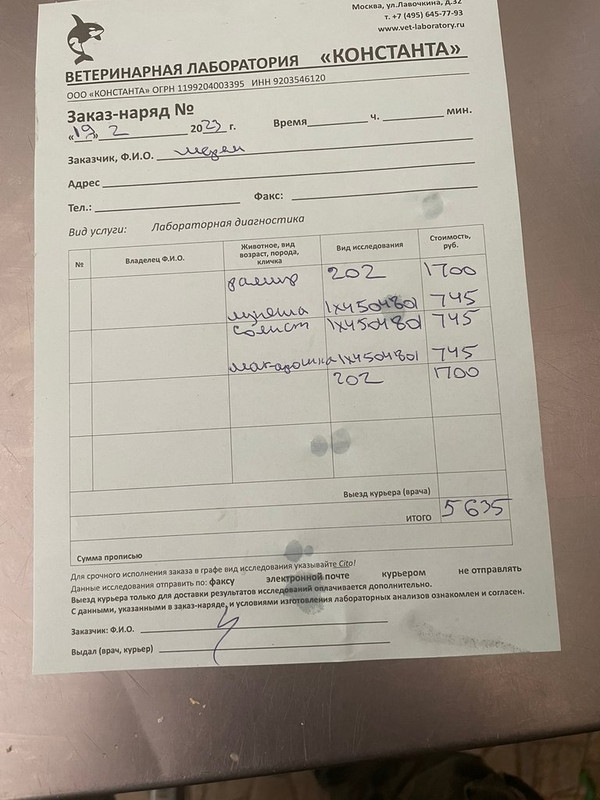 Москва, ул.Лавочкина, д.32
т. +7 (495) 645-77-93
www.vet-laboratory.ru
ВЕТЕРИНАРНАЯ ЛАБОРАТОРИЯ «КОНСТАНТА»
ООО «КОНСТАНТА» ОГРН 1199204003395 ИНН 9203546120
Заказ-наряд №
«19» 2 2023 г. Время ч. мин.
Заказчик, Ф.И.О.
Адрес
Тел.: Факс:
Вид услуги: Лабораторная диагностика
№ Владелец Ф.И.О. Животное, вид возраст, порода, кличка Вид исследования Стоимость, руб.
202 1700
1х4504801 745
солист 1х4504801 745
макарошка 1х4504801 745
202 1700
Выезд курьера (врача)
ИТОГО 5635
Сумма прописью
Для срочного исполнения заказа в графе вид исследования указывайте Cito!
Данные исследования отправить по: факсу электронной почте курьером не отправлять
Выезд курьера только для доставки результатов исследований оплачивается дополнительно.
С данными, указанными в заказ-наряде, и условиями изготовления лабораторных анализов ознакомлен и согласен.
Заказчик: Ф.И.О.
Выдал (врач, курьер)